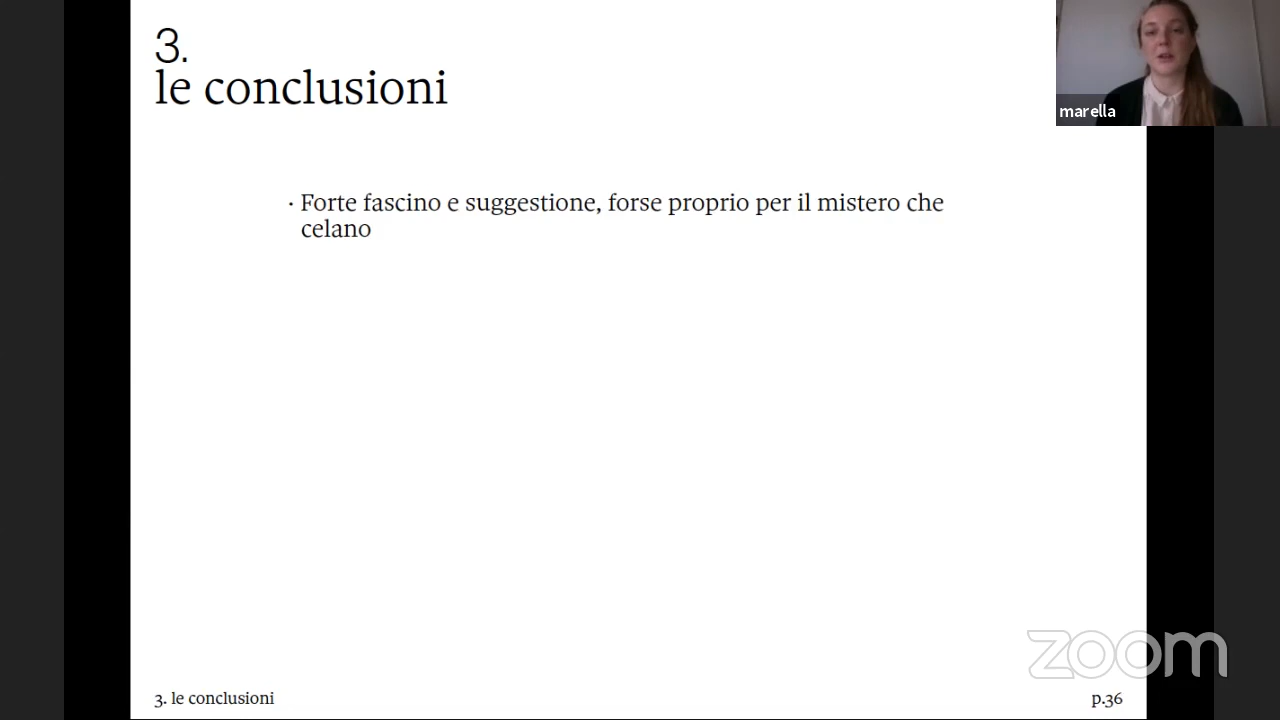 3.
le conclusioni
marella
· Forte fascino e suggestione, forse proprio per il mistero che
celano
zoom
3. le conclusioni
p.36